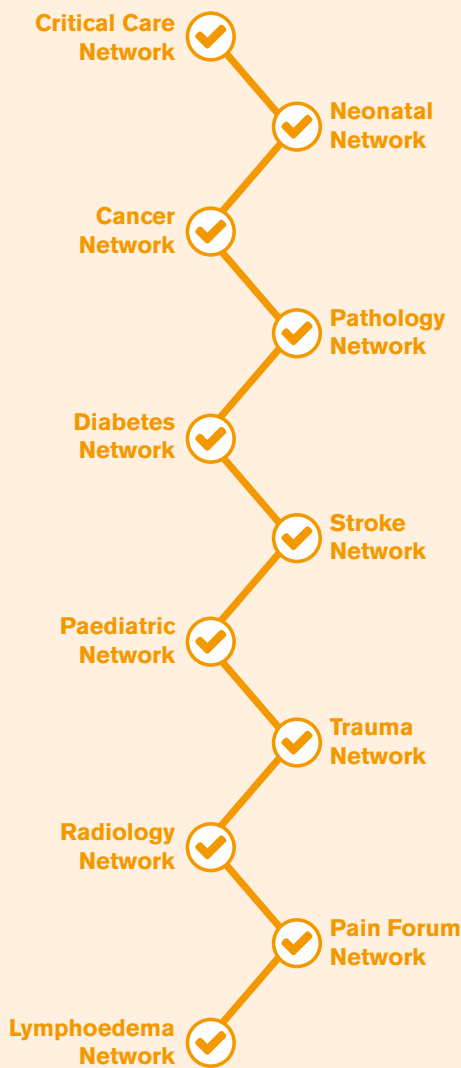 Critical Care
Network
Neonatal
Network
Cancer
Network
Pathology
Network
Diabetes
Network
Stroke
Network
Paediatric
Network
Trauma
Network
Radiology
Network
Pain Forum
Network
Lymphoedema
Network